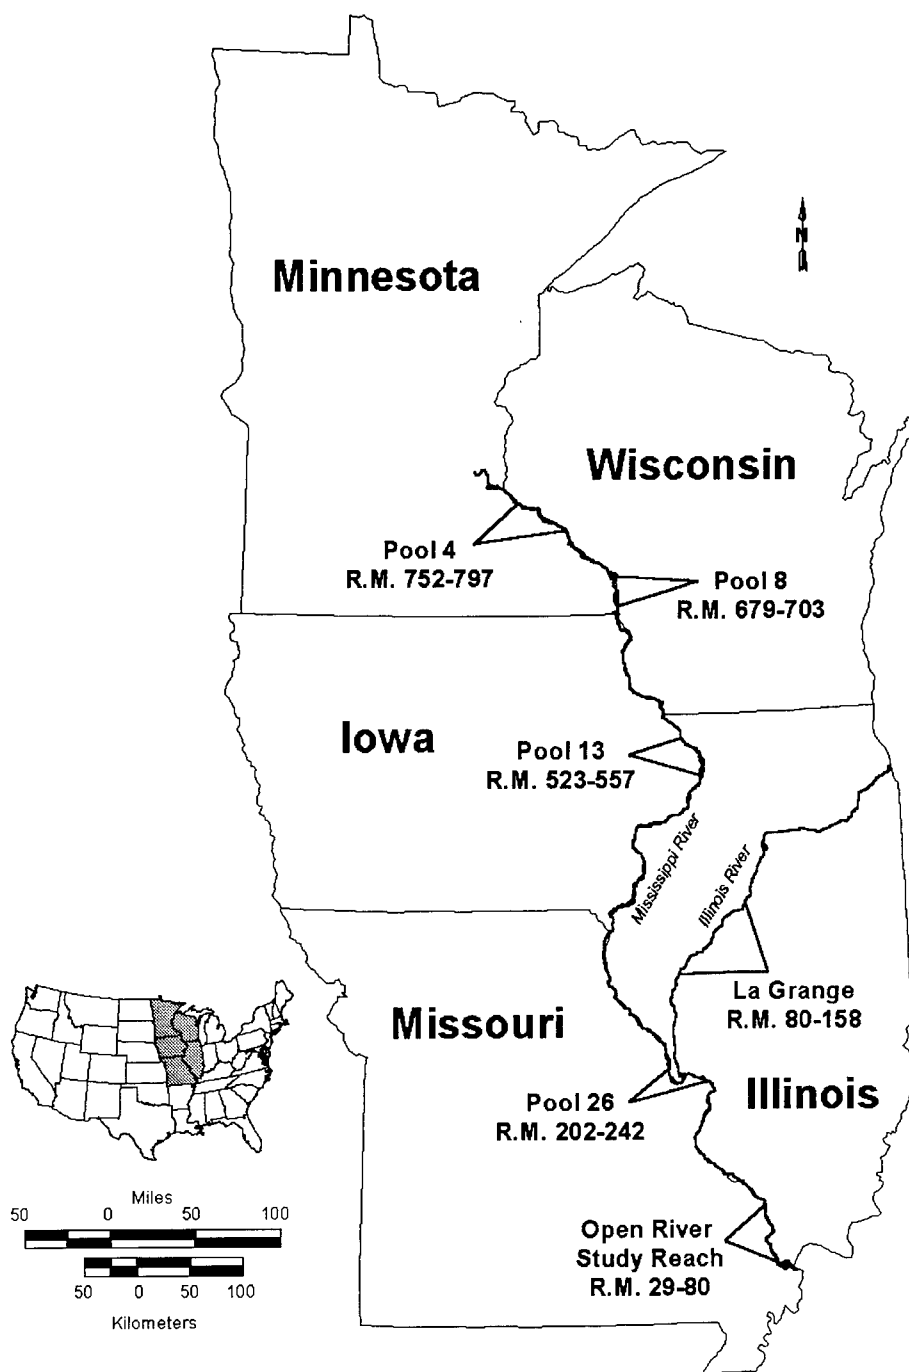 N
Minnesota
Wisconsin
Pool 4
R.M. 752-797
Pool 8
R.M. 679-703
Iowa
Pool 13
R.M. 523-557
Mississippi River
Illinois River
La Grange
R.M. 80-158
Missouri
Illinois
Pool 26
R.M. 202-242
Miles
50 0 50 100
Open River
Study Reach
R.M. 29-80
50 0 50 100
Kilometers